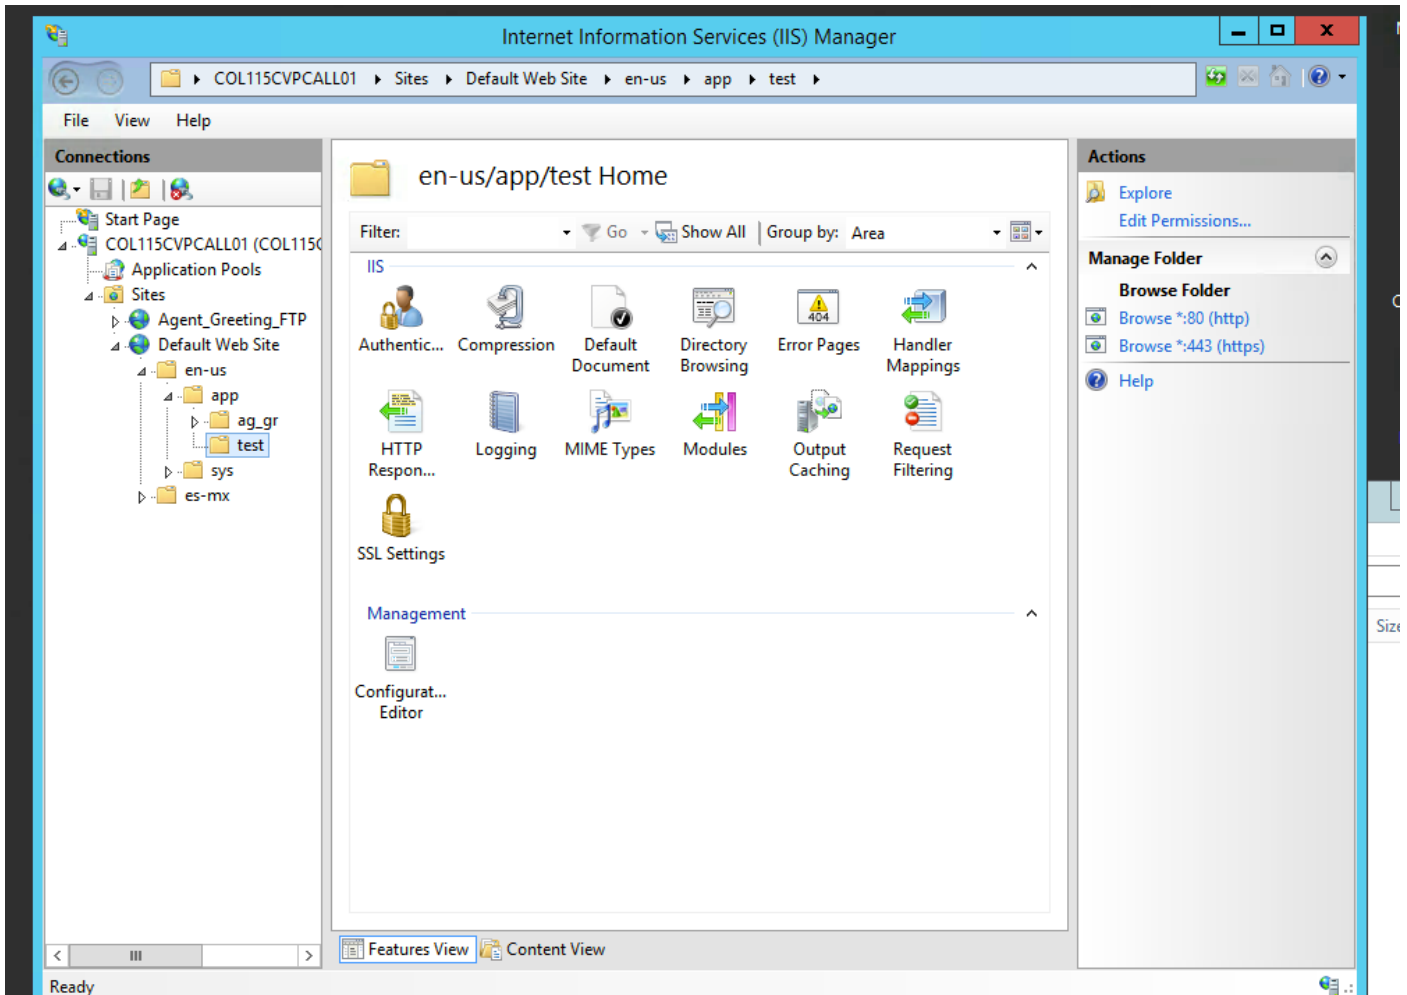 Internet Information Services (IIS) Manager
COL115CVPCALL01 Sites Default Web Site en-us app test
File View Help
Connections
Start Page
COL115CVPCALL01 (COL115C
Application Pools
Sites
Agent_Greeting_FTP
Default Web Site
en-us
app
ag_gr
test
sys
es-mx
en-us/app/test Home
Filter: Go Show All Group by: Area
IIS
Authentic... Compression Default Document Directory Browsing Error Pages Handler Mappings
404
HTTP Respon... Logging MIME Types Modules Output Caching Request Filtering
SSL Settings
Management
Configurat... Editor
Features View Content View
Actions
Explore
Edit Permissions...
Manage Folder
Browse Folder
Browse *:80 (http)
Browse *:443 (https)
Help
Size
Ready